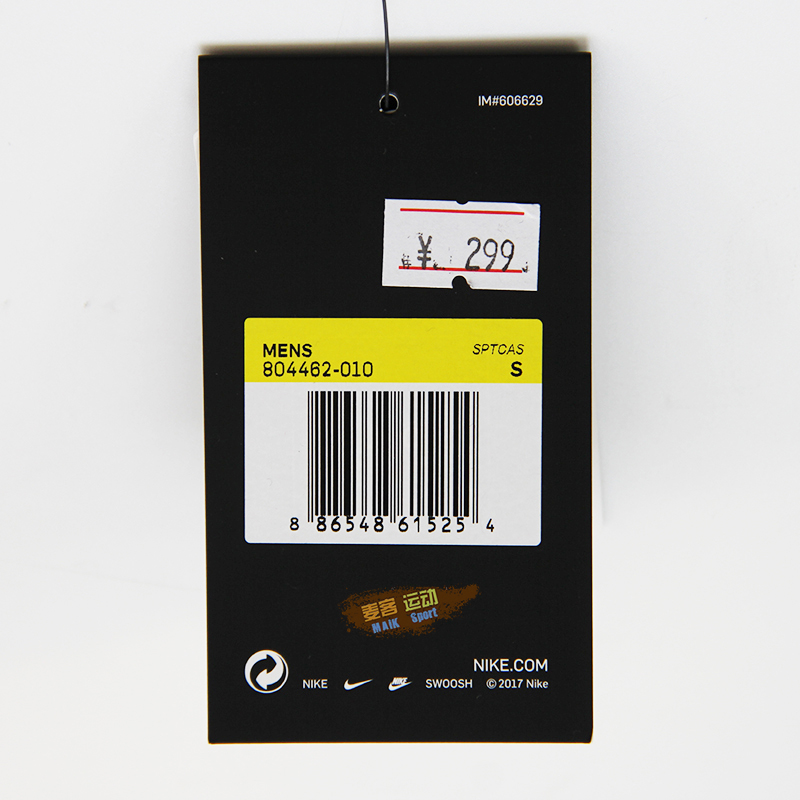 IM#606629
¥ 299
MENS
SPTCAS
804462-010
S
8 86548 61525 4
麦客 运动
MAIK Sport
NIKE.COM
NIKE NIKE SWOOSH © 2017 Nike